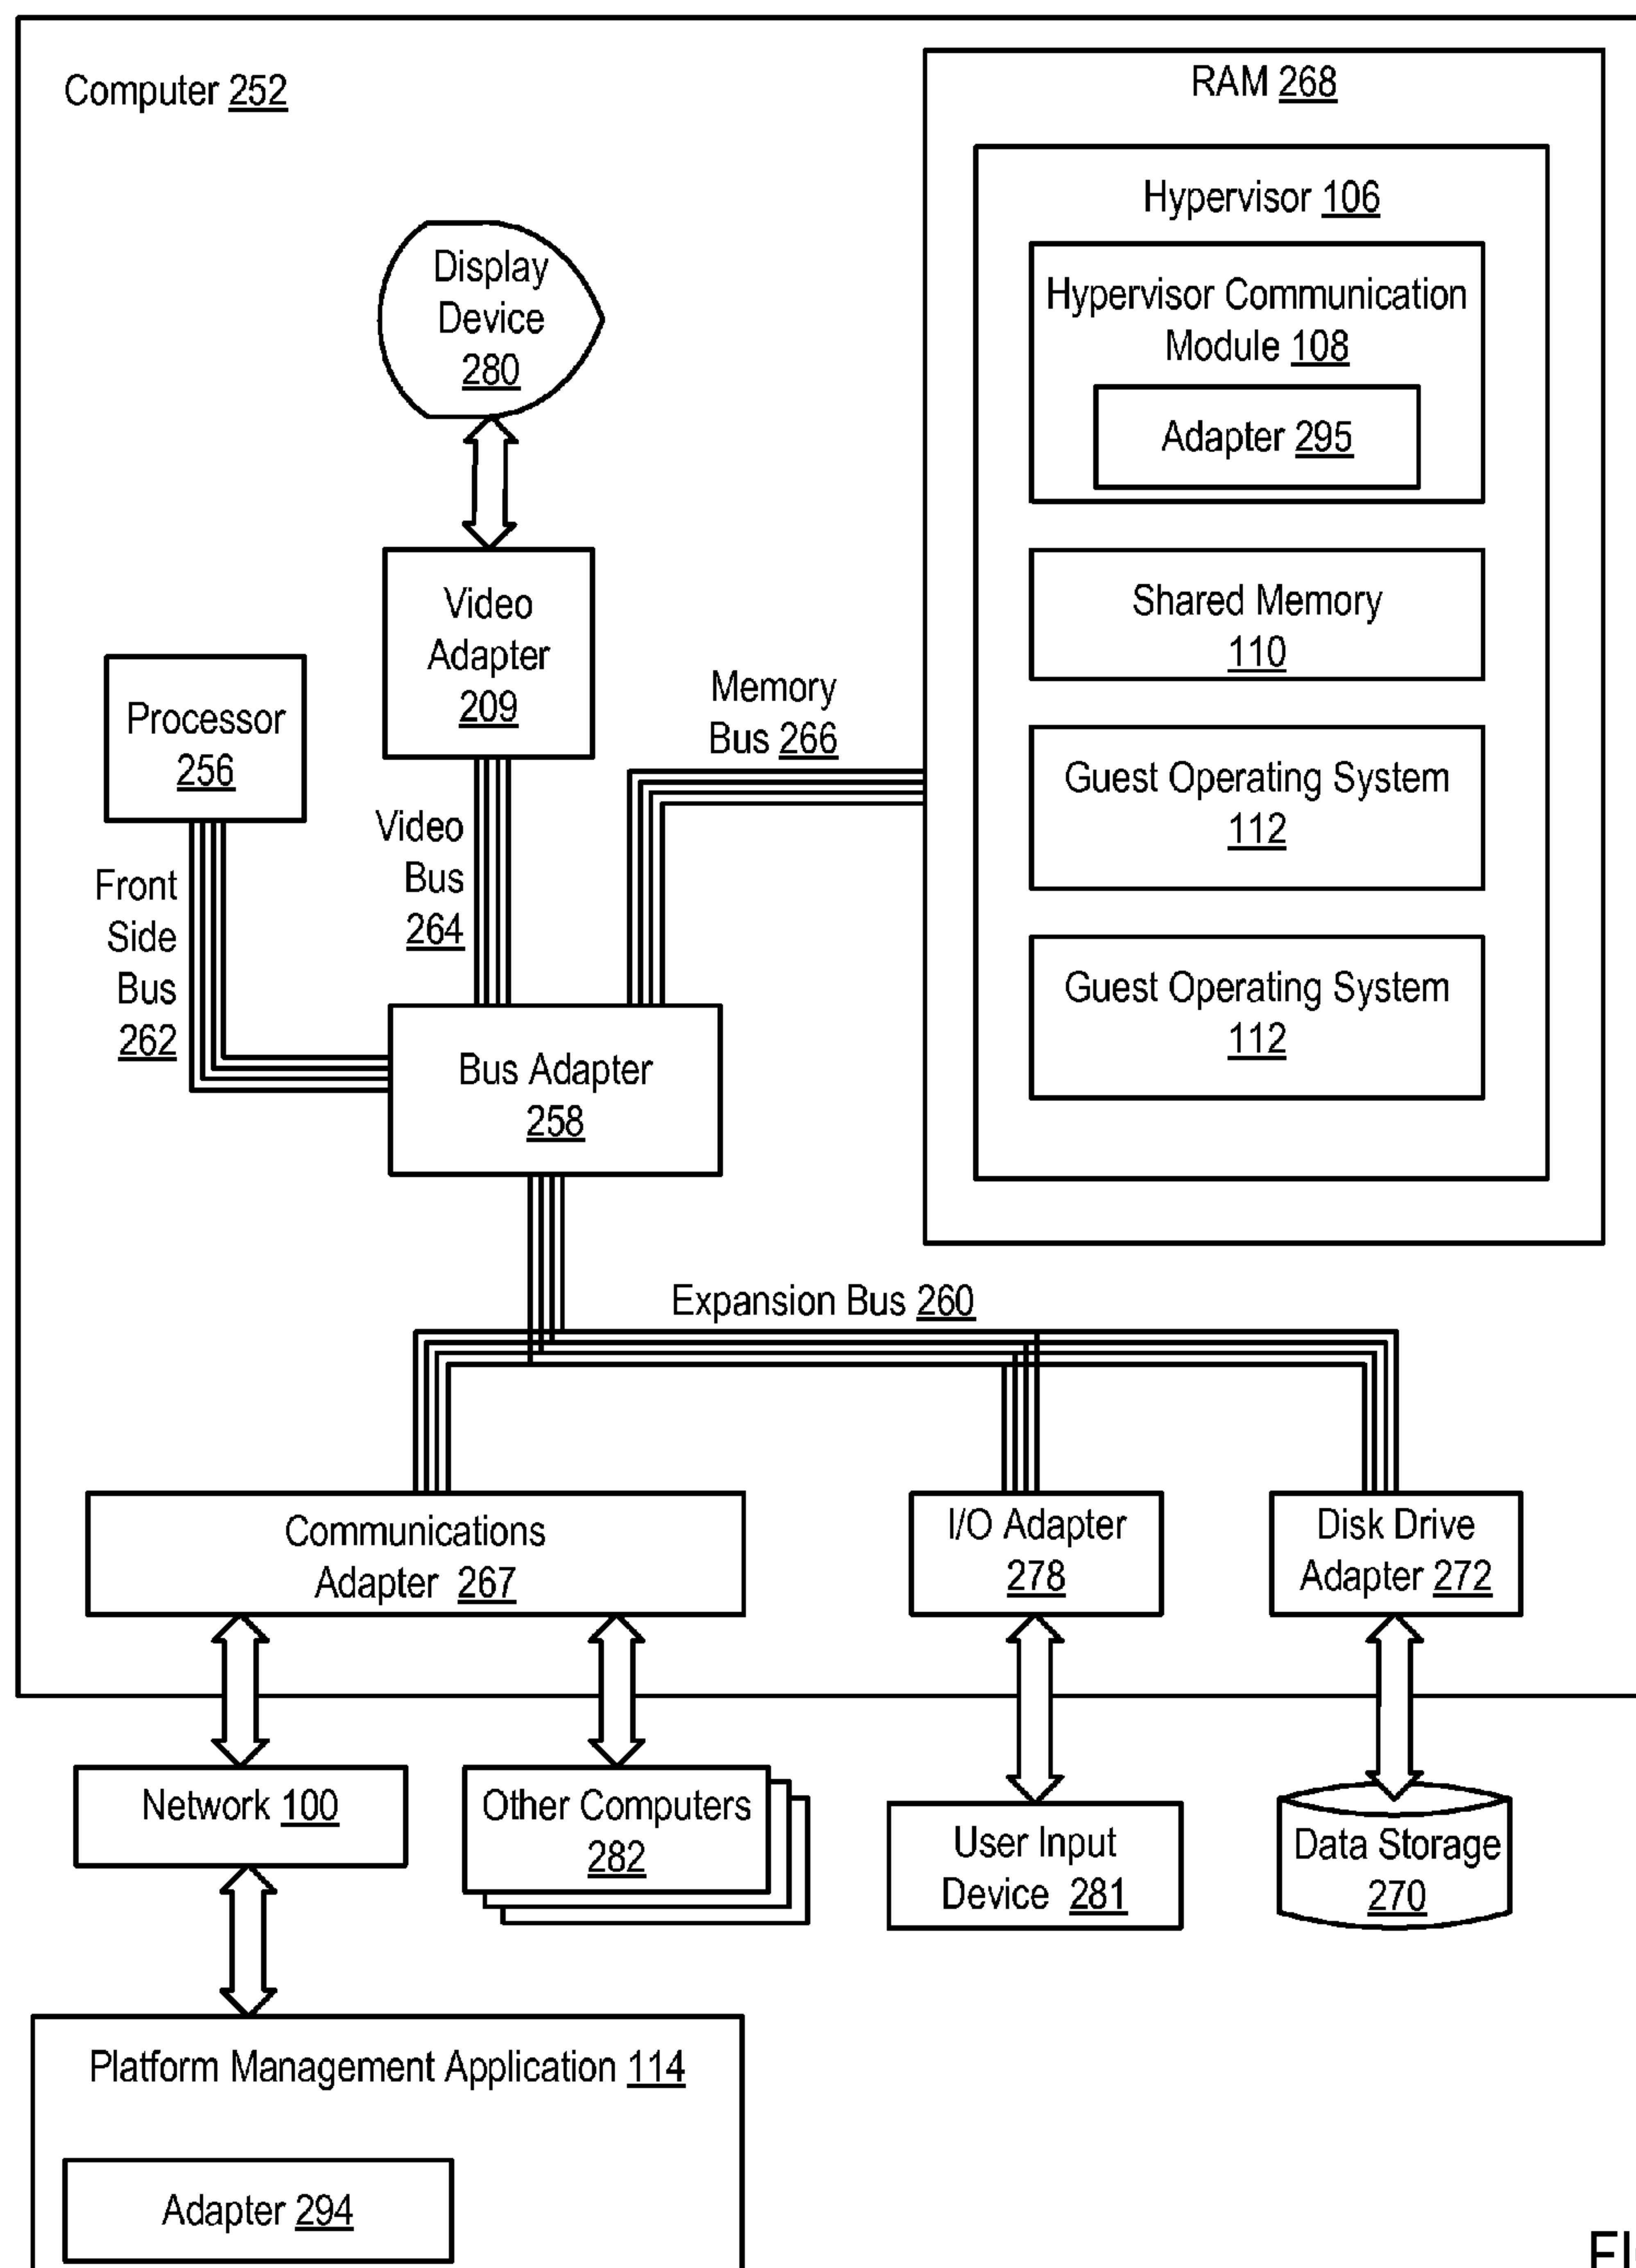 Computer 252
RAM 268
Hypervisor 106
Hypervisor Communication
Module 108
Adapter 295
Shared Memory
110
Guest Operating System
112
Guest Operating System
112
Display
Device
280
Video
Adapter
209
Processor
256
Memory
Bus 266
Video
Bus
264
Front
Side
Bus
262
Bus Adapter
258
Expansion Bus 260
Communications
Adapter 267
I/O Adapter
278
Disk Drive
Adapter 272
Network 100
Other Computers
282
User Input
Device 281
Data Storage
270
Platform Management Application 114
Adapter 294